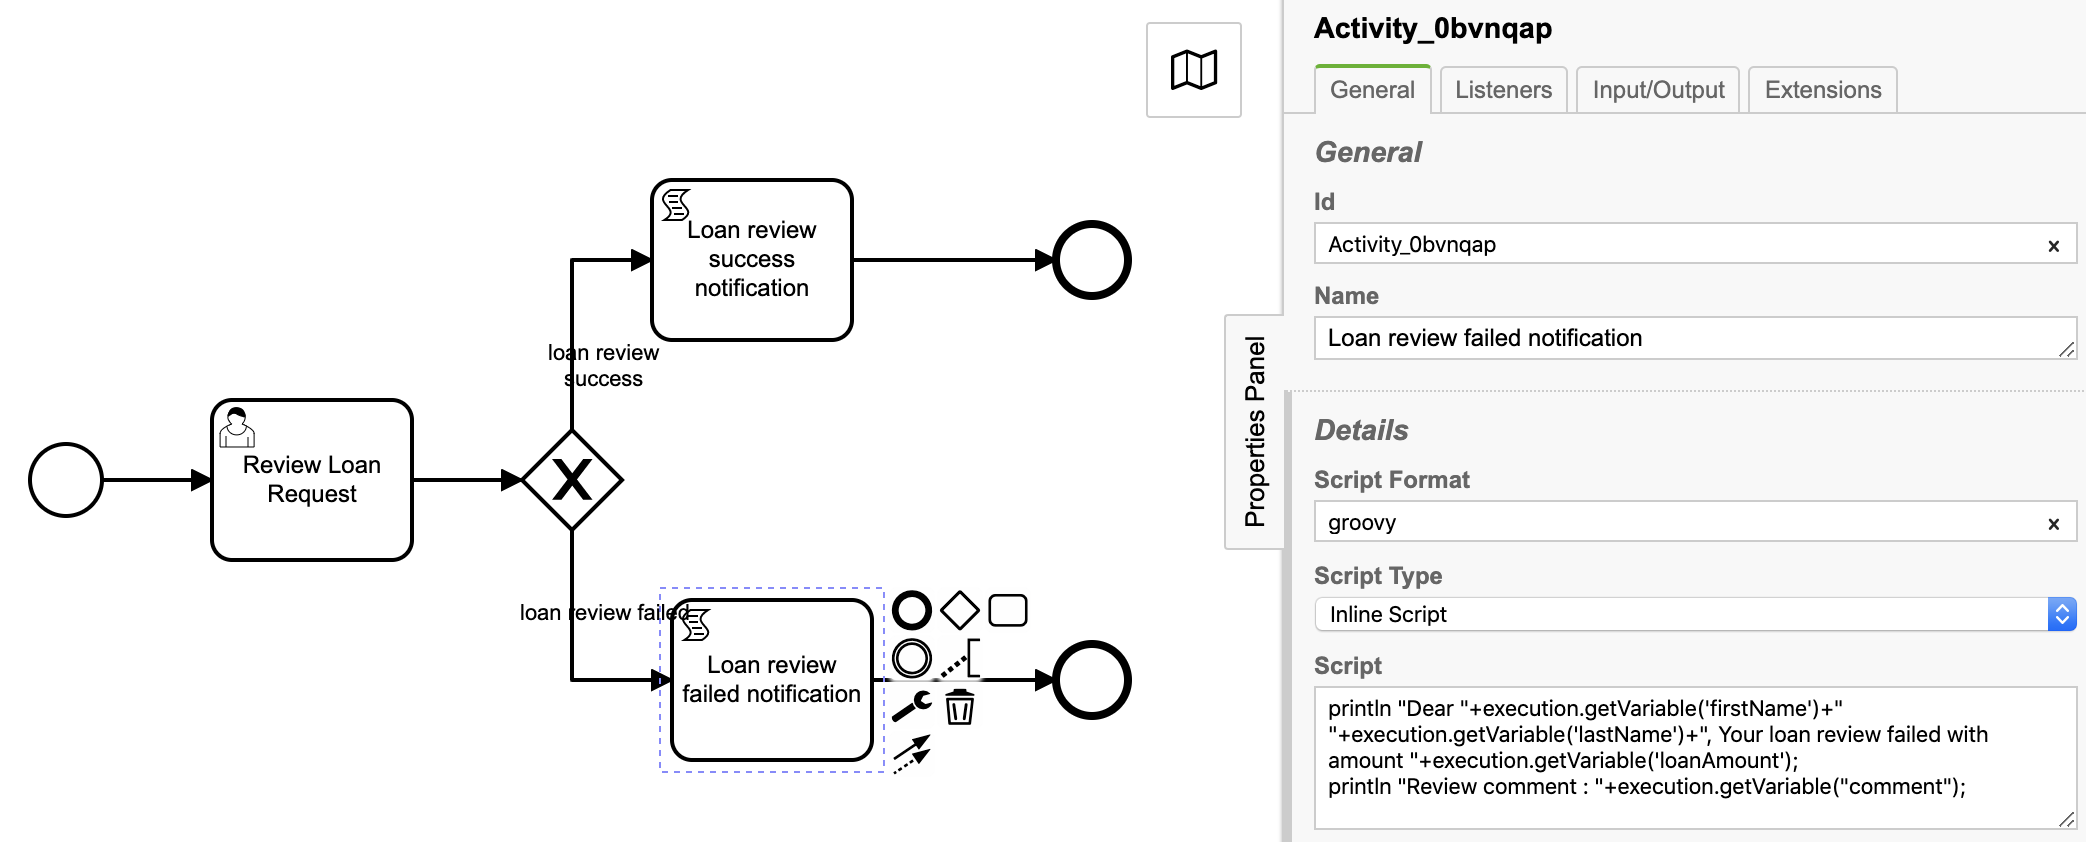 Loan review
success
notification
loan review
success
Review Loan
Request
X
loan review failed
Loan review
failed notification
Properties Panel
Activity_0bvnqap
General
Listeners
Input/Output
Extensions
General
Id
Activity_0bvnqap
x
Name
Loan review failed notification
Details
Script Format
groovy
x
Script Type
Inline Script
Script
println "Dear "+execution.getVariable('firstName')+"
"+execution.getVariable('lastName')+", Your loan review failed with
amount "+execution.getVariable('loanAmount');
println "Review comment : "+execution.getVariable("comment");